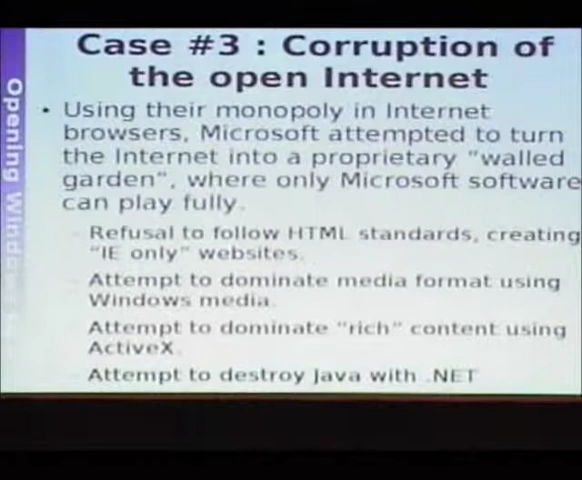 Case #3 : Corruption of
the open Internet
• Using their monopoly in Internet
browsers, Microsoft attempted to turn
the Internet into a proprietary "walled
garden", where only Microsoft software
can play fully.
– Refusal to follow HTML standards, creating
"IE only" websites.
– Attempt to dominate media format using
Windows media.
– Attempt to dominate "rich" content using
ActiveX.
– Attempt to destroy Java with .NET
Opening Windows